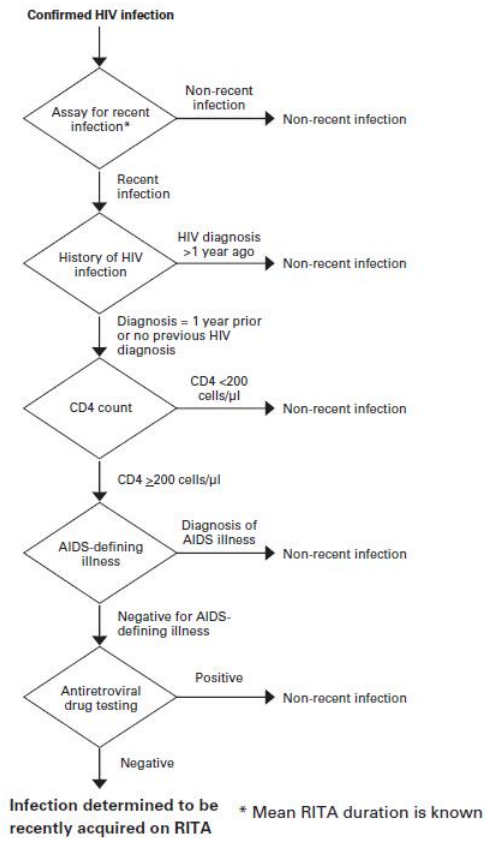 Confirmed HIV infection
Assay for recent
infection*
Non-recent
infection
Non-recent infection
Recent
infection
History of HIV
infection
HIV diagnosis
>1 year ago
Non-recent infection
Diagnosis = 1 year prior
or no previous HIV
diagnosis
CD4 count
CD4 <200
cells/µl
Non-recent infection
CD4 ≥200 cells/µl
AIDS-defining
illness
Diagnosis of
AIDS illness
Non-recent infection
Negative for AIDS-
defining illness
Antiretroviral
drug testing
Positive
Non-recent infection
Negative
Infection determined to be
recently acquired on RITA
* Mean RITA duration is known